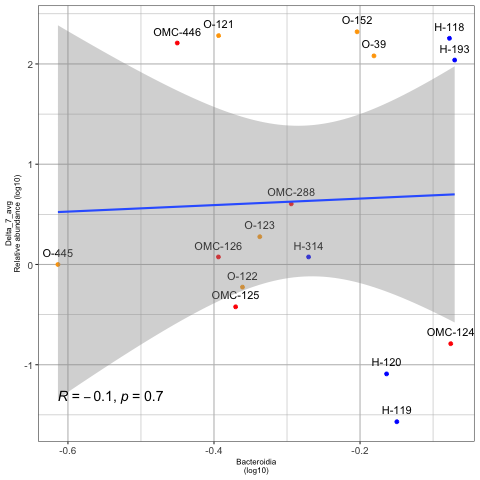 O-152
O-121
H-118
OMC-446
O-39
H-193
2
OMC-288
1
O-123
OMC-126
H-314
O-445
0
O-122
OMC-125
OMC-124
H-120
-1
R = −0.1, p = 0.7
H-119
-0.6
-0.4
-0.2
Bacteroidia
(log10)
Delta_7_avg
Relative abundance (log10)